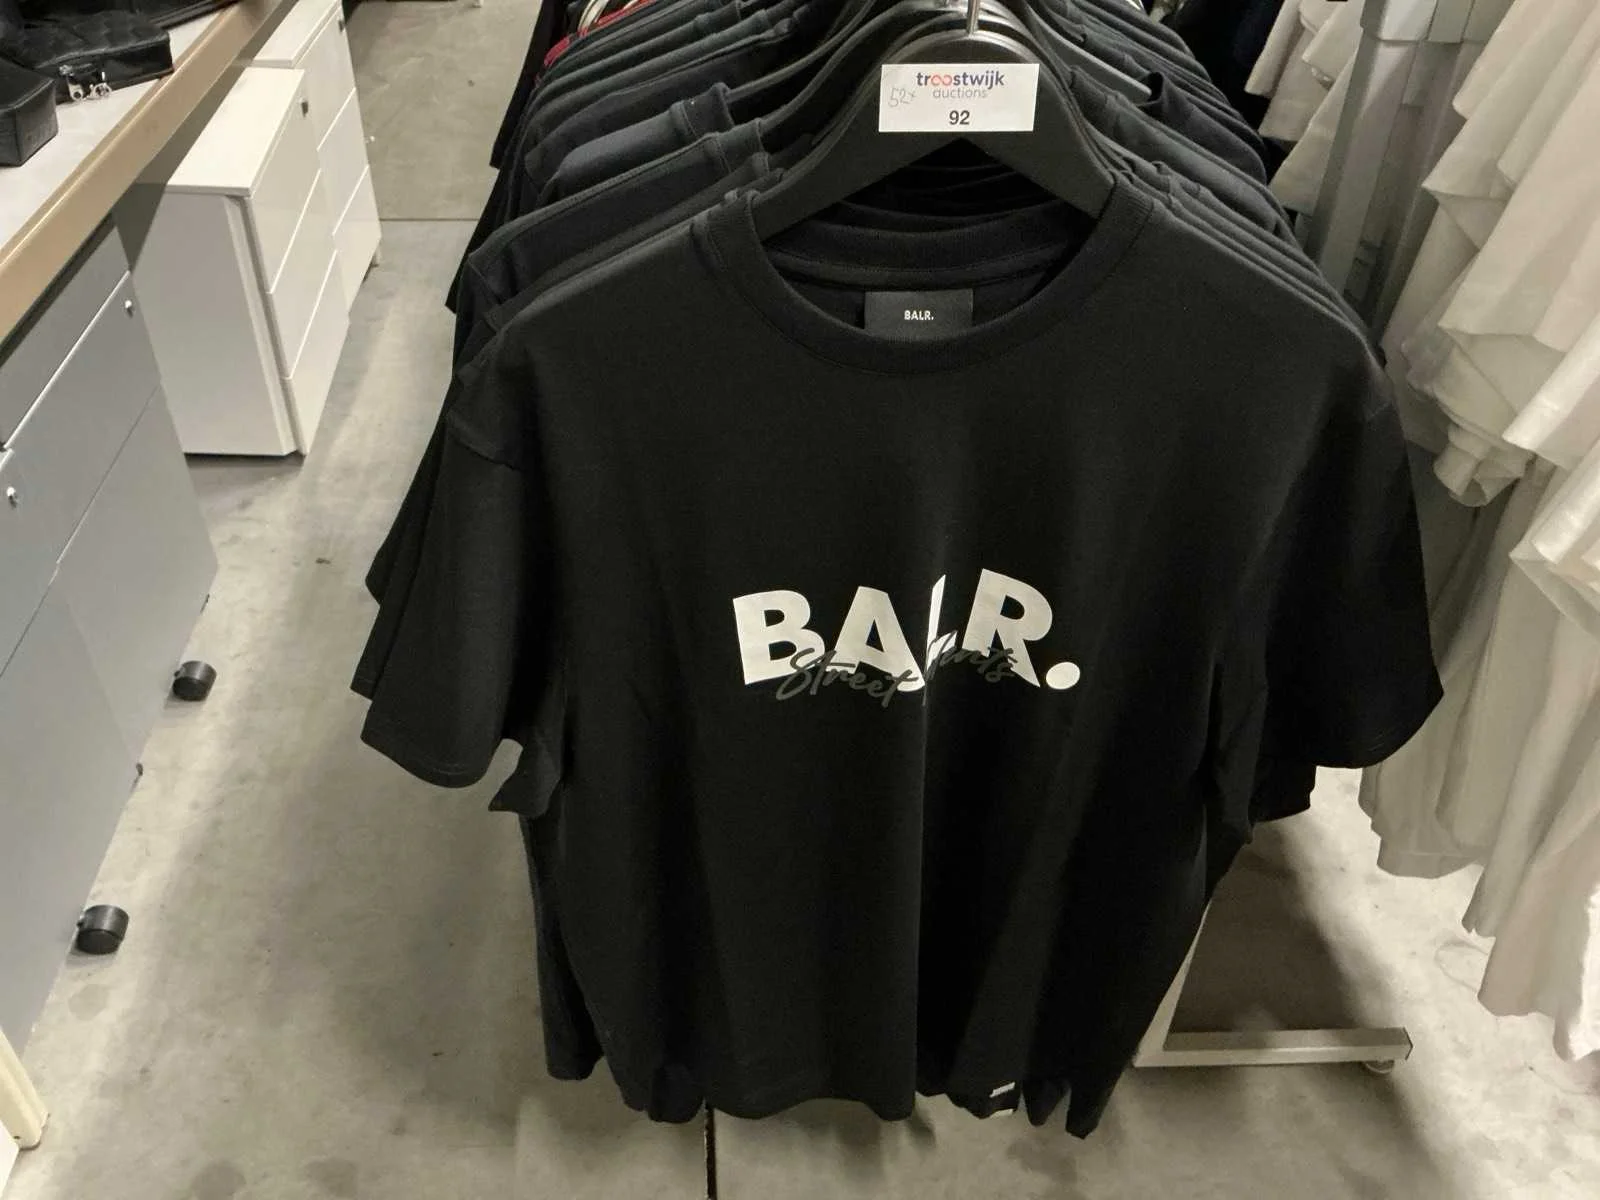 troostwijk
52x auctions
92
BALR.
BALR.
Street